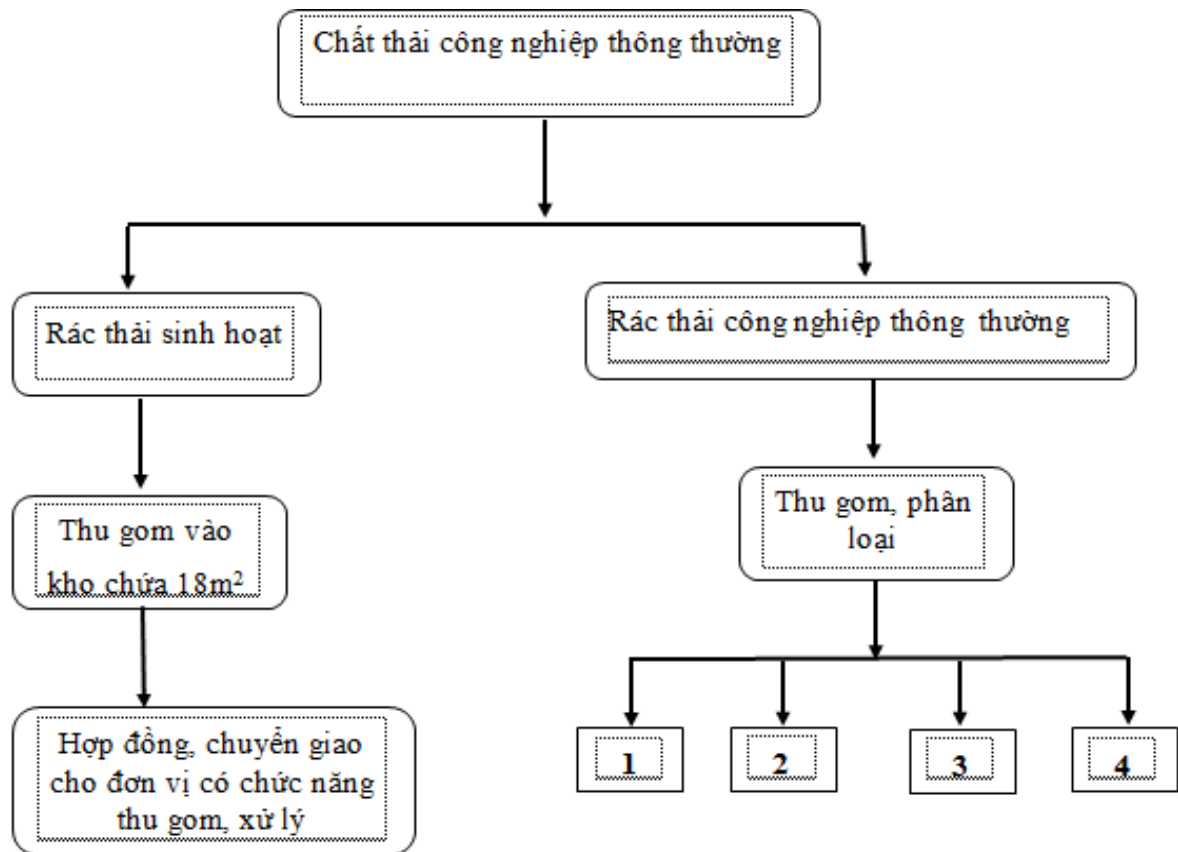 Chất thải công nghiệp thông thường
Rác thải sinh hoạt
Rác thải công nghiệp thông thường
Thu gom vào
kho chứa 18m²
Thu gom, phân
loại
Hợp đồng, chuyển giao
cho đơn vị có chức năng
thu gom, xử lý
1
2
3
4